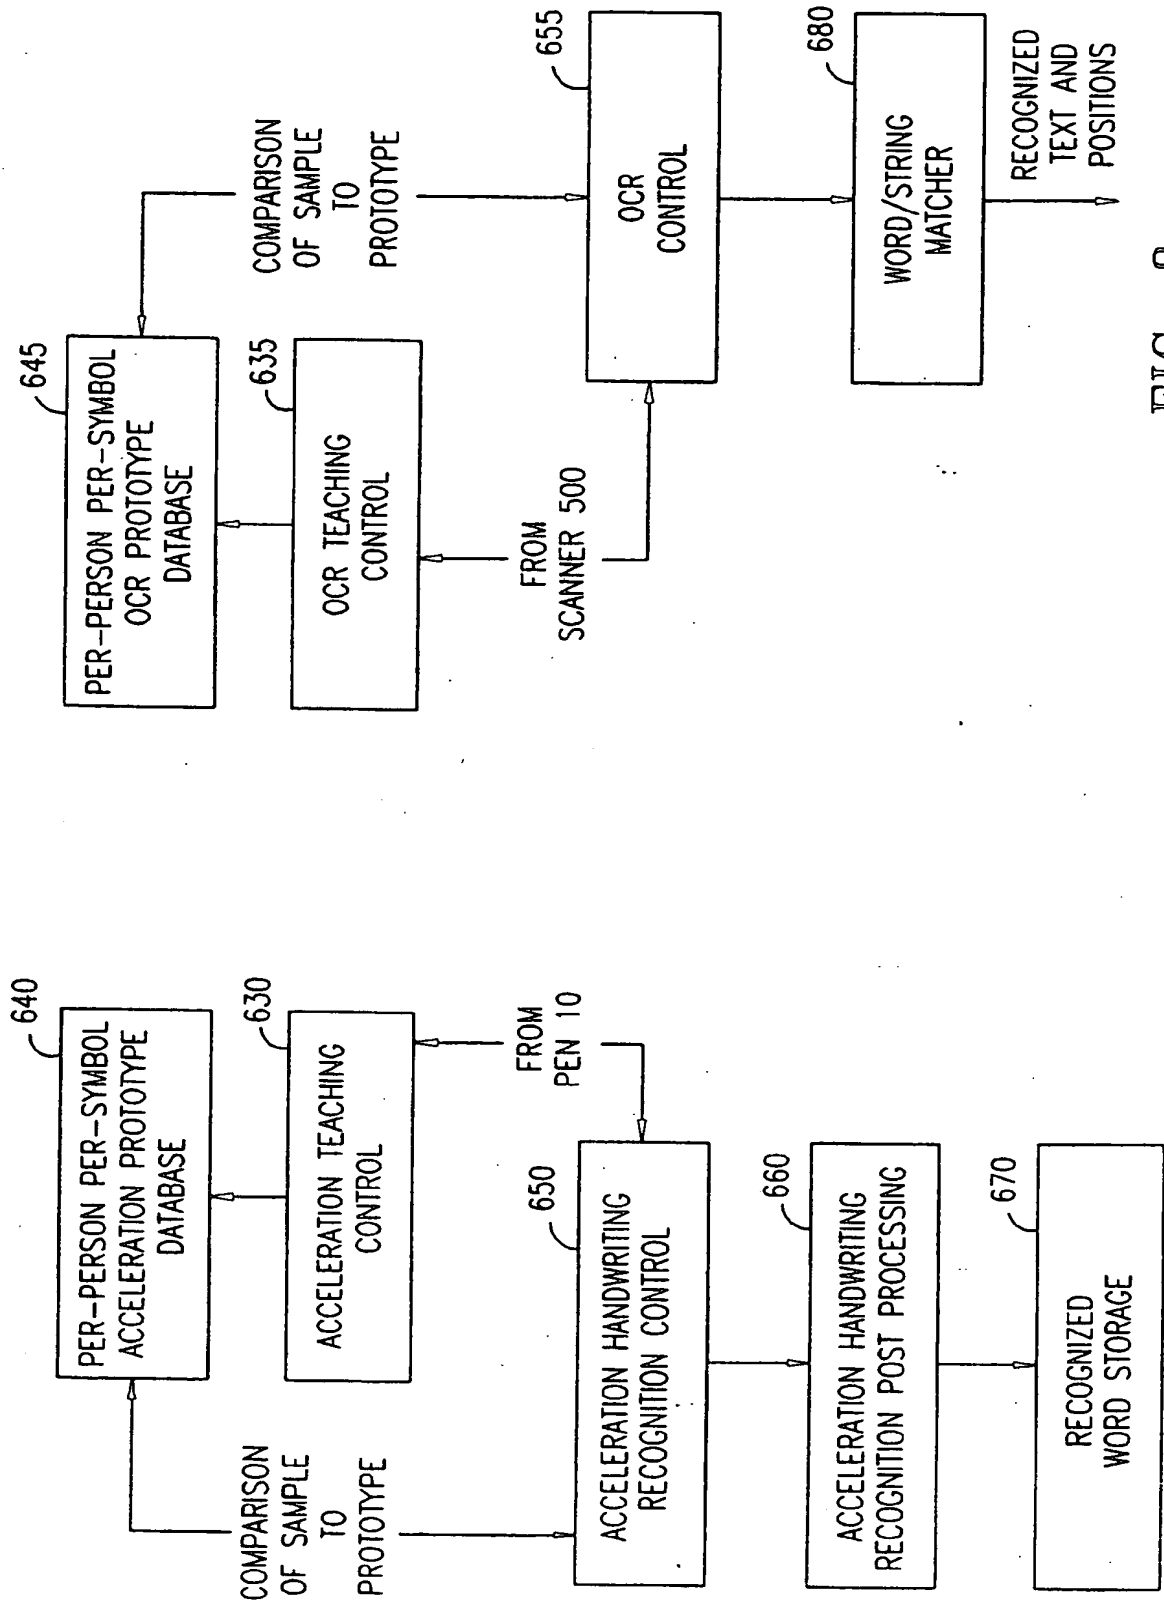 640
PER-PERSON PER-SYMBOL
ACCELERATION PROTOTYPE
DATABASE
630
ACCELERATION TEACHING
CONTROL
COMPARISON
OF SAMPLE
TO
PROTOTYPE
FROM
PEN 10
650
ACCELERATION HANDWRITING
RECOGNITION CONTROL
660
ACCELERATION HANDWRITING
RECOGNITION POST PROCESSING
670
RECOGNIZED
WORD STORAGE
645
PER-PERSON PER-SYMBOL
OCR PROTOTYPE
DATABASE
635
OCR TEACHING
CONTROL
COMPARISON
OF SAMPLE
TO
PROTOTYPE
FROM
SCANNER 500
655
OCR
CONTROL
680
WORD/STRING
MATCHER
RECOGNIZED
TEXT AND
POSITIONS
FIG.